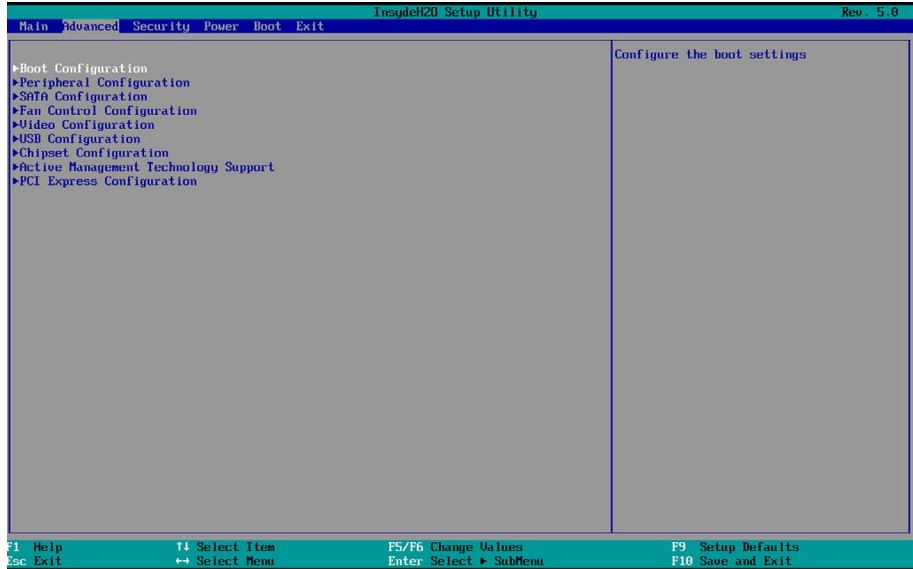 InsydeH2O Setup Utility Rev. 5.0
Main Advanced Security Power Boot Exit
Configure the boot settings
▶Boot Configuration
▶Peripheral Configuration
▶SATA Configuration
▶Fan Control Configuration
▶Video Configuration
▶USB Configuration
▶Chipset Configuration
▶Active Management Technology Support
▶PCI Express Configuration
F1 Help ↑↓ Select Item F5/F6 Change Values F9 Setup Defaults
Esc Exit ↔ Select Menu Enter Select ▶ SubMenu F10 Save and Exit